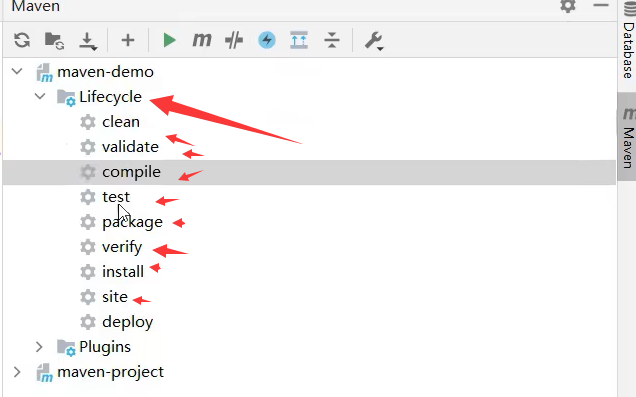 Maven
maven-demo
Lifecycle
clean
validate
compile
test
package
verify
install
site
deploy
Plugins
maven-project
Database
Maven